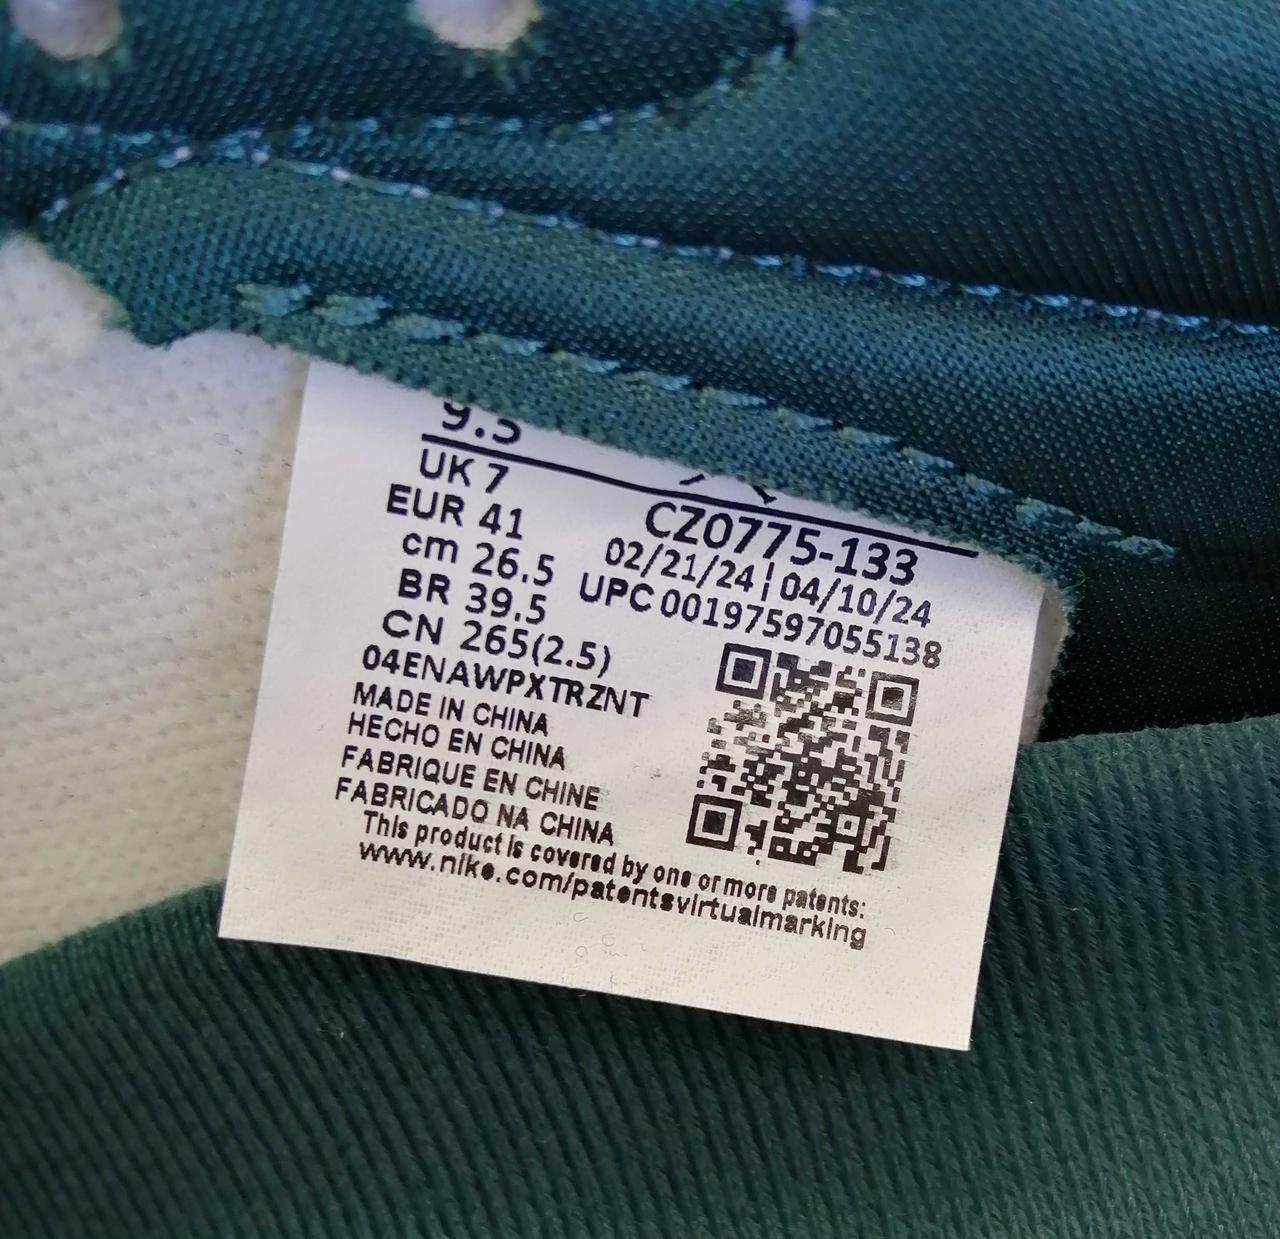 9.5
UK 7
EUR 41
cm 26.5
BR 39.5
CN 265(2.5)
CZ0775-133
02/21/24 | 04/10/24
UPC 00197597055138
04ENAWPXTRZNT
MADE IN CHINA
HECHO EN CHINA
FABRIQUE EN CHINE
FABRICADO NA CHINA
This product is covered by one or more patents:
www.nike.com/patentsvirtualmarking